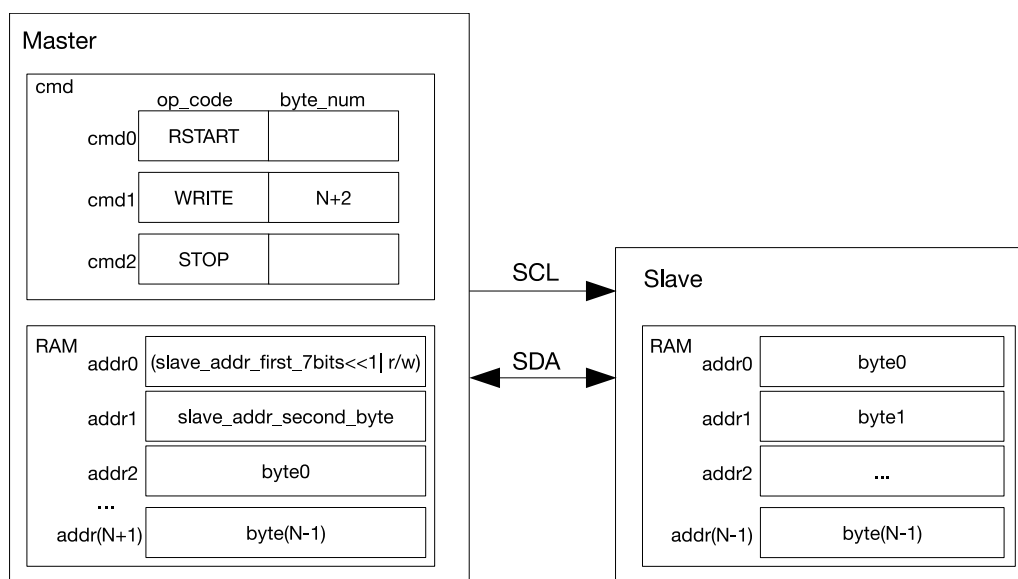 Master
cmd
op_code byte_num
cmd0 RSTART
cmd1 WRITE N+2
cmd2 STOP
SCL
Slave
RAM
addr0 (slave_addr_first_7bits<<1| r/w)
SDA
RAM
addr0 byte0
addr1 slave_addr_second_byte
addr1 byte1
addr2 byte0
addr2 ...
...
addr(N+1) byte(N-1)
addr(N-1) byte(N-1)